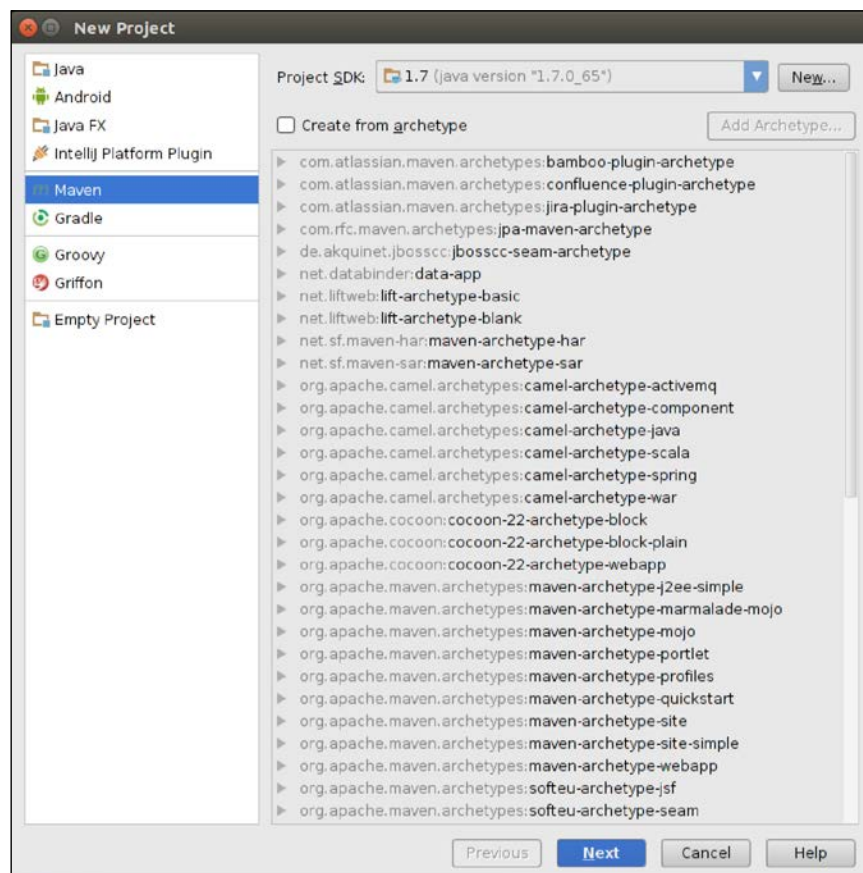 New Project
Java
Android
Java FX
IntelliJ Platform Plugin
Maven
Gradle
Groovy
Griffon
Empty Project
Project SDK: 1.7 (java version "1.7.0_65")
New...
Create from archetype
Add Archetype...
com.atlassian.maven.archetypes:bamboo-plugin-archetype
com.atlassian.maven.archetypes:confluence-plugin-archetype
com.atlassian.maven.archetypes:jira-plugin-archetype
com.rfc.maven.archetypes:jpa-maven-archetype
de.akquinet.jbosscc:jbosscc-seam-archetype
net.databinder:data-app
net.liftweb:lift-archetype-basic
net.liftweb:lift-archetype-blank
net.sf.maven-har:maven-archetype-har
net.sf.maven-sar:maven-archetype-sar
org.apache.camel.archetypes:camel-archetype-activemq
org.apache.camel.archetypes:camel-archetype-component
org.apache.camel.archetypes:camel-archetype-java
org.apache.camel.archetypes:camel-archetype-scala
org.apache.camel.archetypes:camel-archetype-spring
org.apache.camel.archetypes:camel-archetype-war
org.apache.cocoon:cocoon-22-archetype-block
org.apache.cocoon:cocoon-22-archetype-block-plain
org.apache.cocoon:cocoon-22-archetype-webapp
org.apache.maven.archetypes:maven-archetype-j2ee-simple
org.apache.maven.archetypes:maven-archetype-marmalade-mojo
org.apache.maven.archetypes:maven-archetype-mojo
org.apache.maven.archetypes:maven-archetype-portlet
org.apache.maven.archetypes:maven-archetype-profiles
org.apache.maven.archetypes:maven-archetype-quickstart
org.apache.maven.archetypes:maven-archetype-site
org.apache.maven.archetypes:maven-archetype-site-simple
org.apache.maven.archetypes:maven-archetype-webapp
org.apache.maven.archetypes:softeu-archetype-jsf
org.apache.maven.archetypes:softeu-archetype-seam
Previous
Next
Cancel
Help